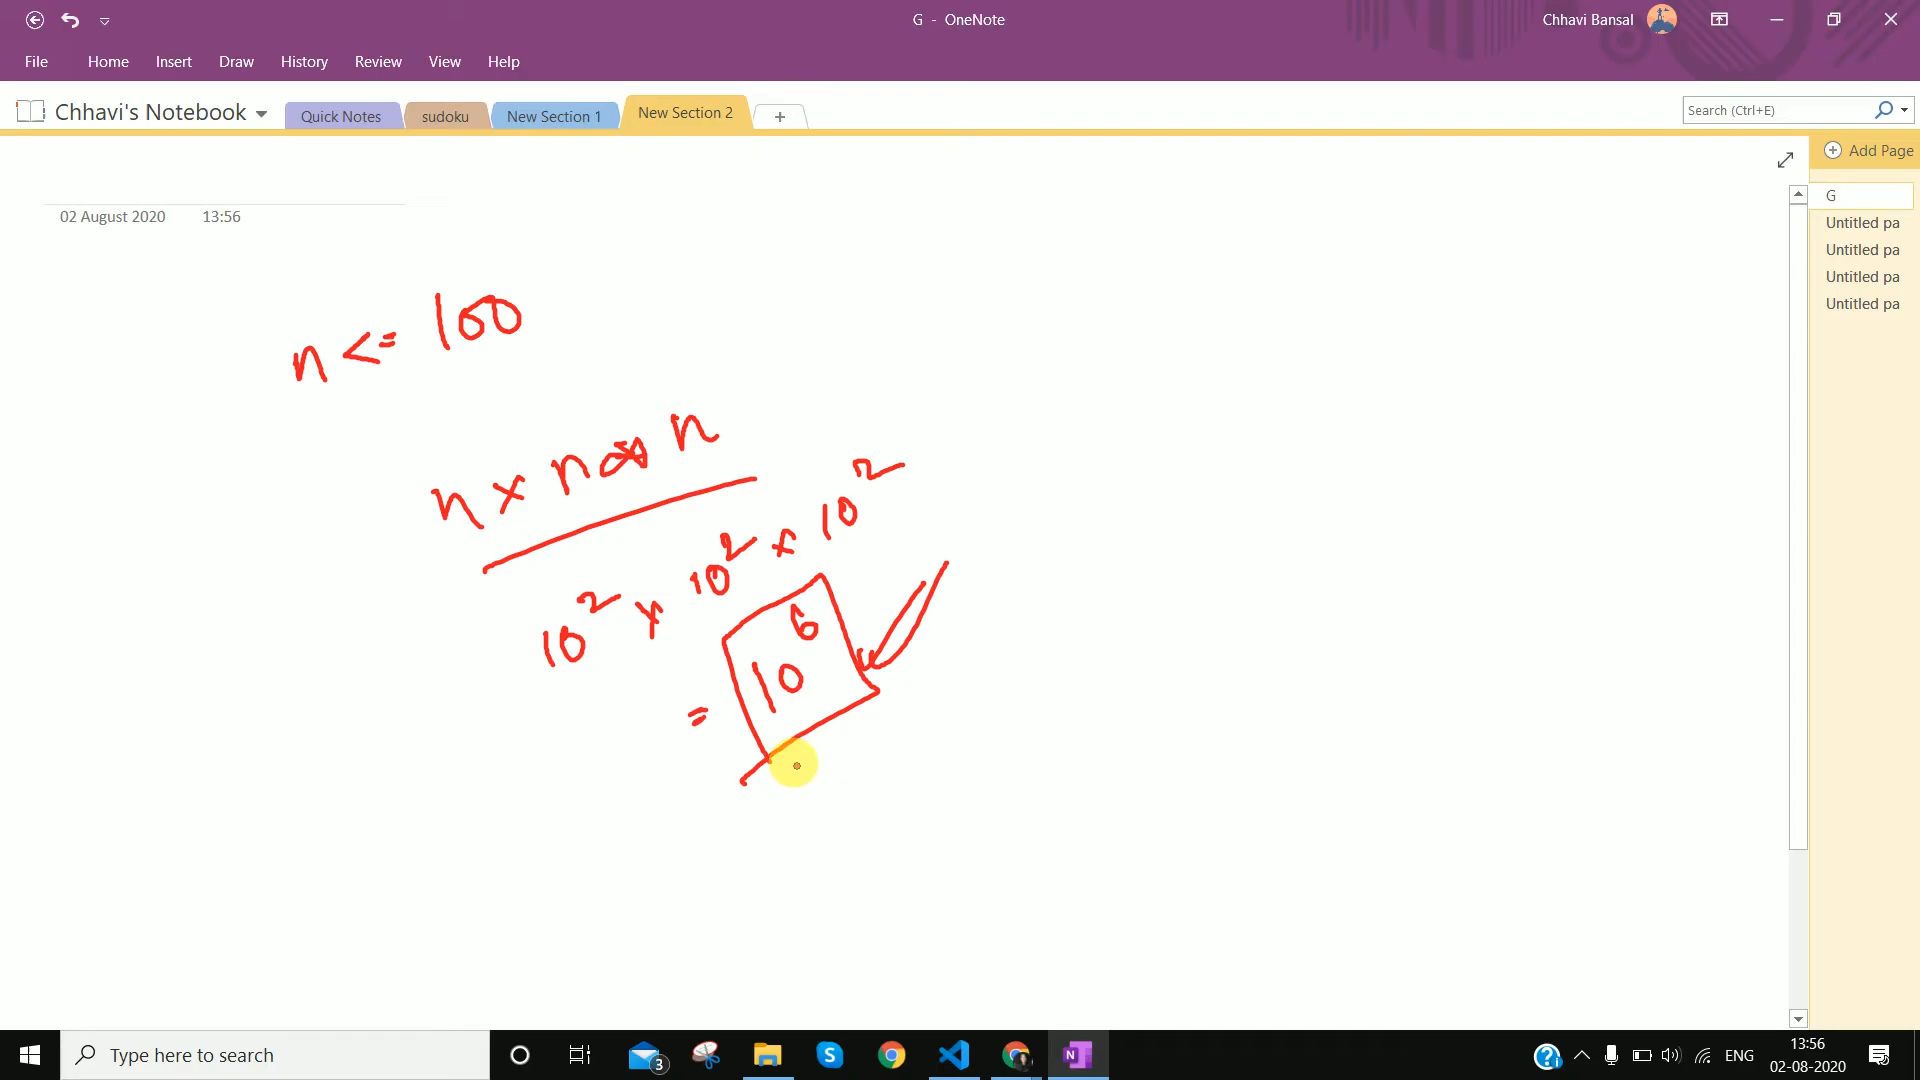 G - OneNote
Chhavi Bansal
File Home Insert Draw History Review View Help
Chhavi's Notebook
Quick Notes
sudoku
New Section 1
New Section 2
+
Search (Ctrl+E)
Add Page
G
Untitled pa
Untitled pa
Untitled pa
Untitled pa
02 August 2020 13:56
n <= 100
n × n × n
10² × 10² × 10²
= 10⁶
Type here to search
3
S
N
ENG
13:56
02-08-2020